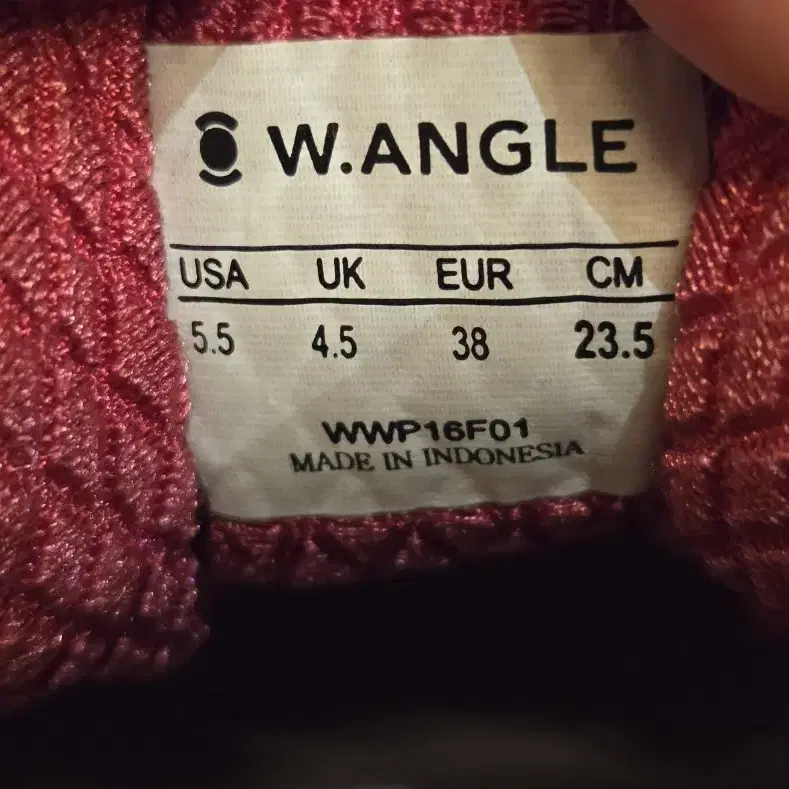 W.ANGLE
USA UK EUR CM
5.5 4.5 38 23.5
WWP16F01
MADE IN INDONESIA